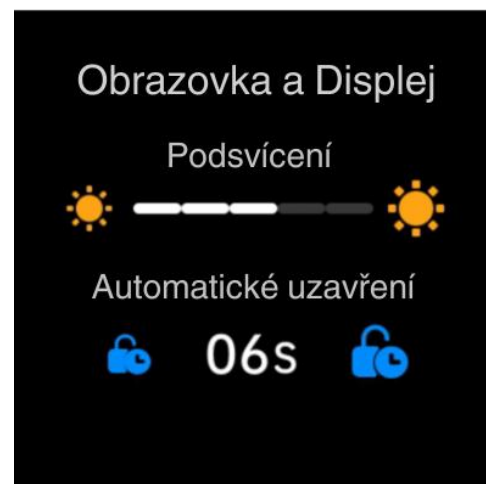 Obrazovka a Displej
Podsvícení
Automatické uzavření
06s